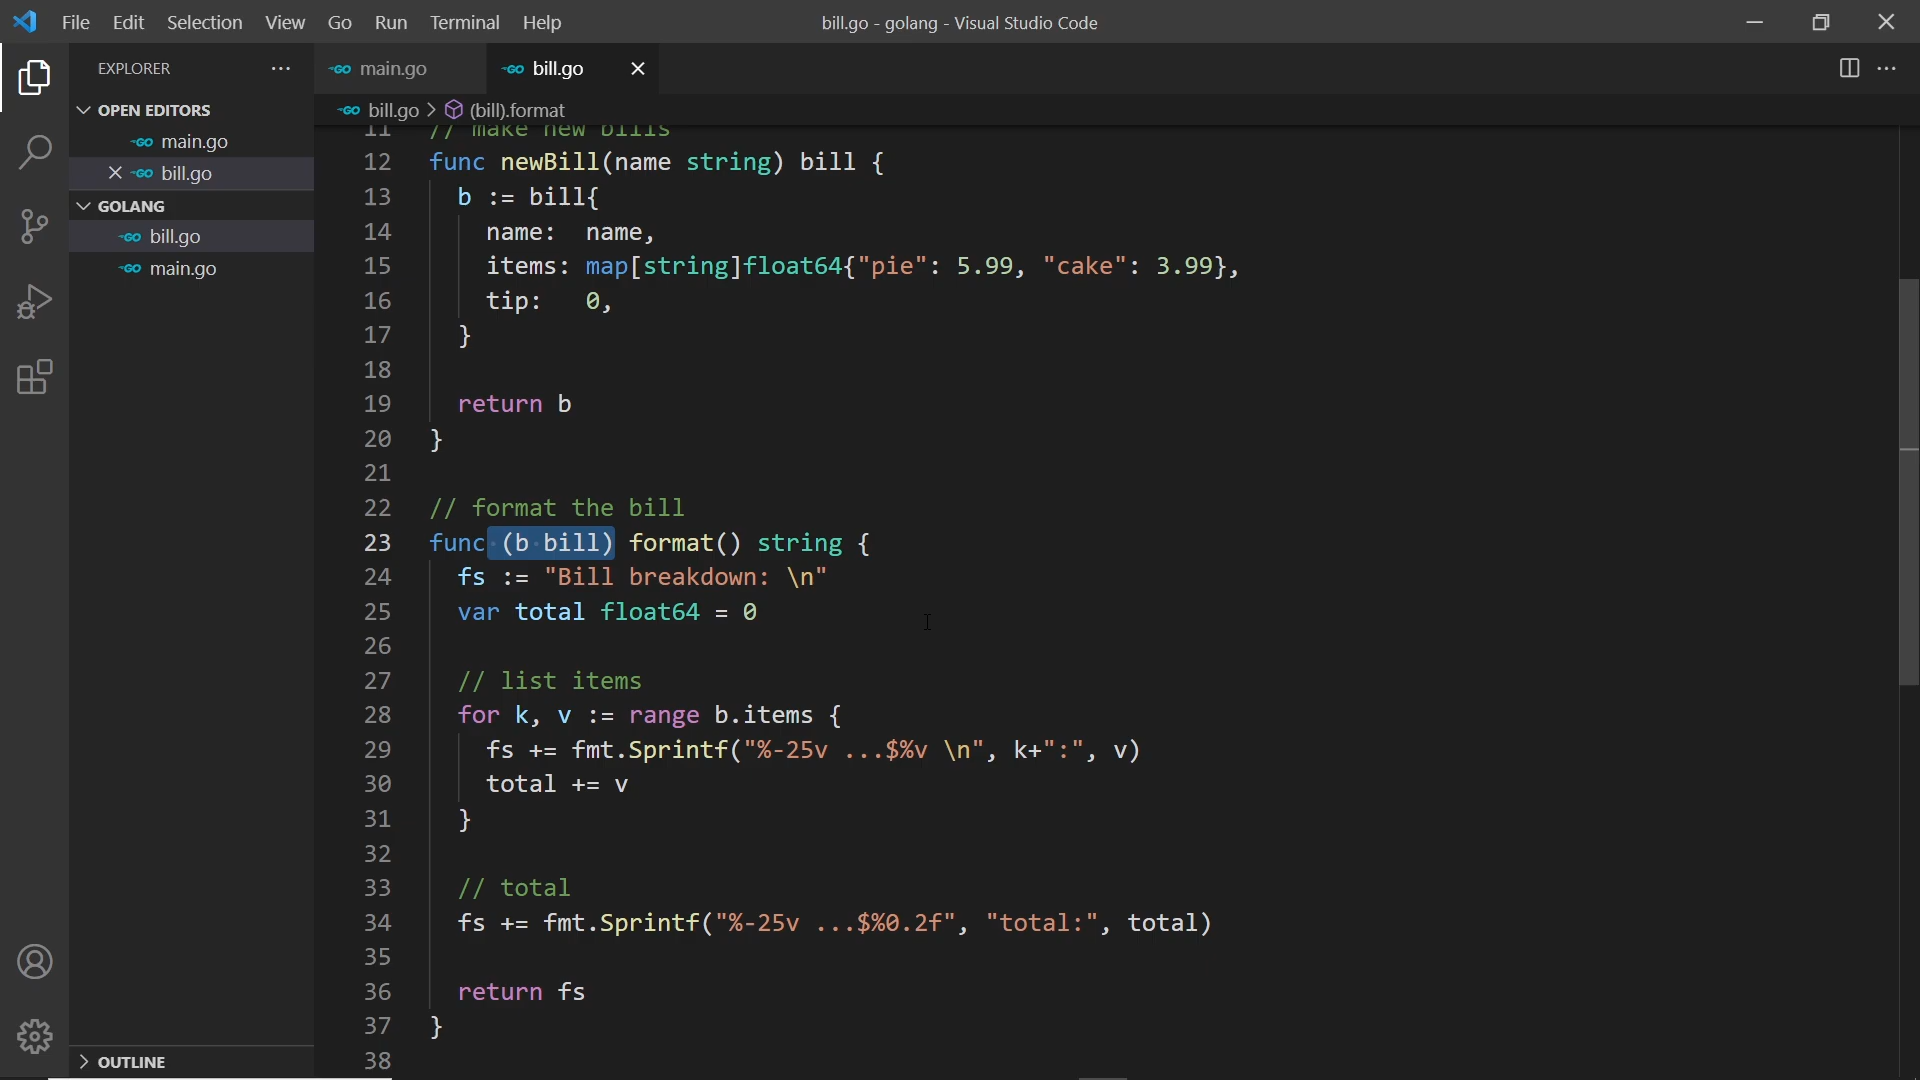 File Edit Selection View Go Run Terminal Help
bill.go - golang - Visual Studio Code
EXPLORER
OPEN EDITORS
main.go
bill.go
GOLANG
bill.go
main.go
OUTLINE
main.go
bill.go
bill.go > (bill).format
11 // make new bills
12 func newBill(name string) bill {
13 b := bill{
14 name: name,
15 items: map[string]float64{"pie": 5.99, "cake": 3.99},
16 tip: 0,
17 }
18
19 return b
20 }
21
22 // format the bill
23 func (b bill) format() string {
24 fs := "Bill breakdown: \n"
25 var total float64 = 0
26
27 // list items
28 for k, v := range b.items {
29 fs += fmt.Sprintf("%-25v ...$%v \n", k+":", v)
30 total += v
31 }
32
33 // total
34 fs += fmt.Sprintf("%-25v ...$%0.2f", "total:", total)
35
36 return fs
37 }
38